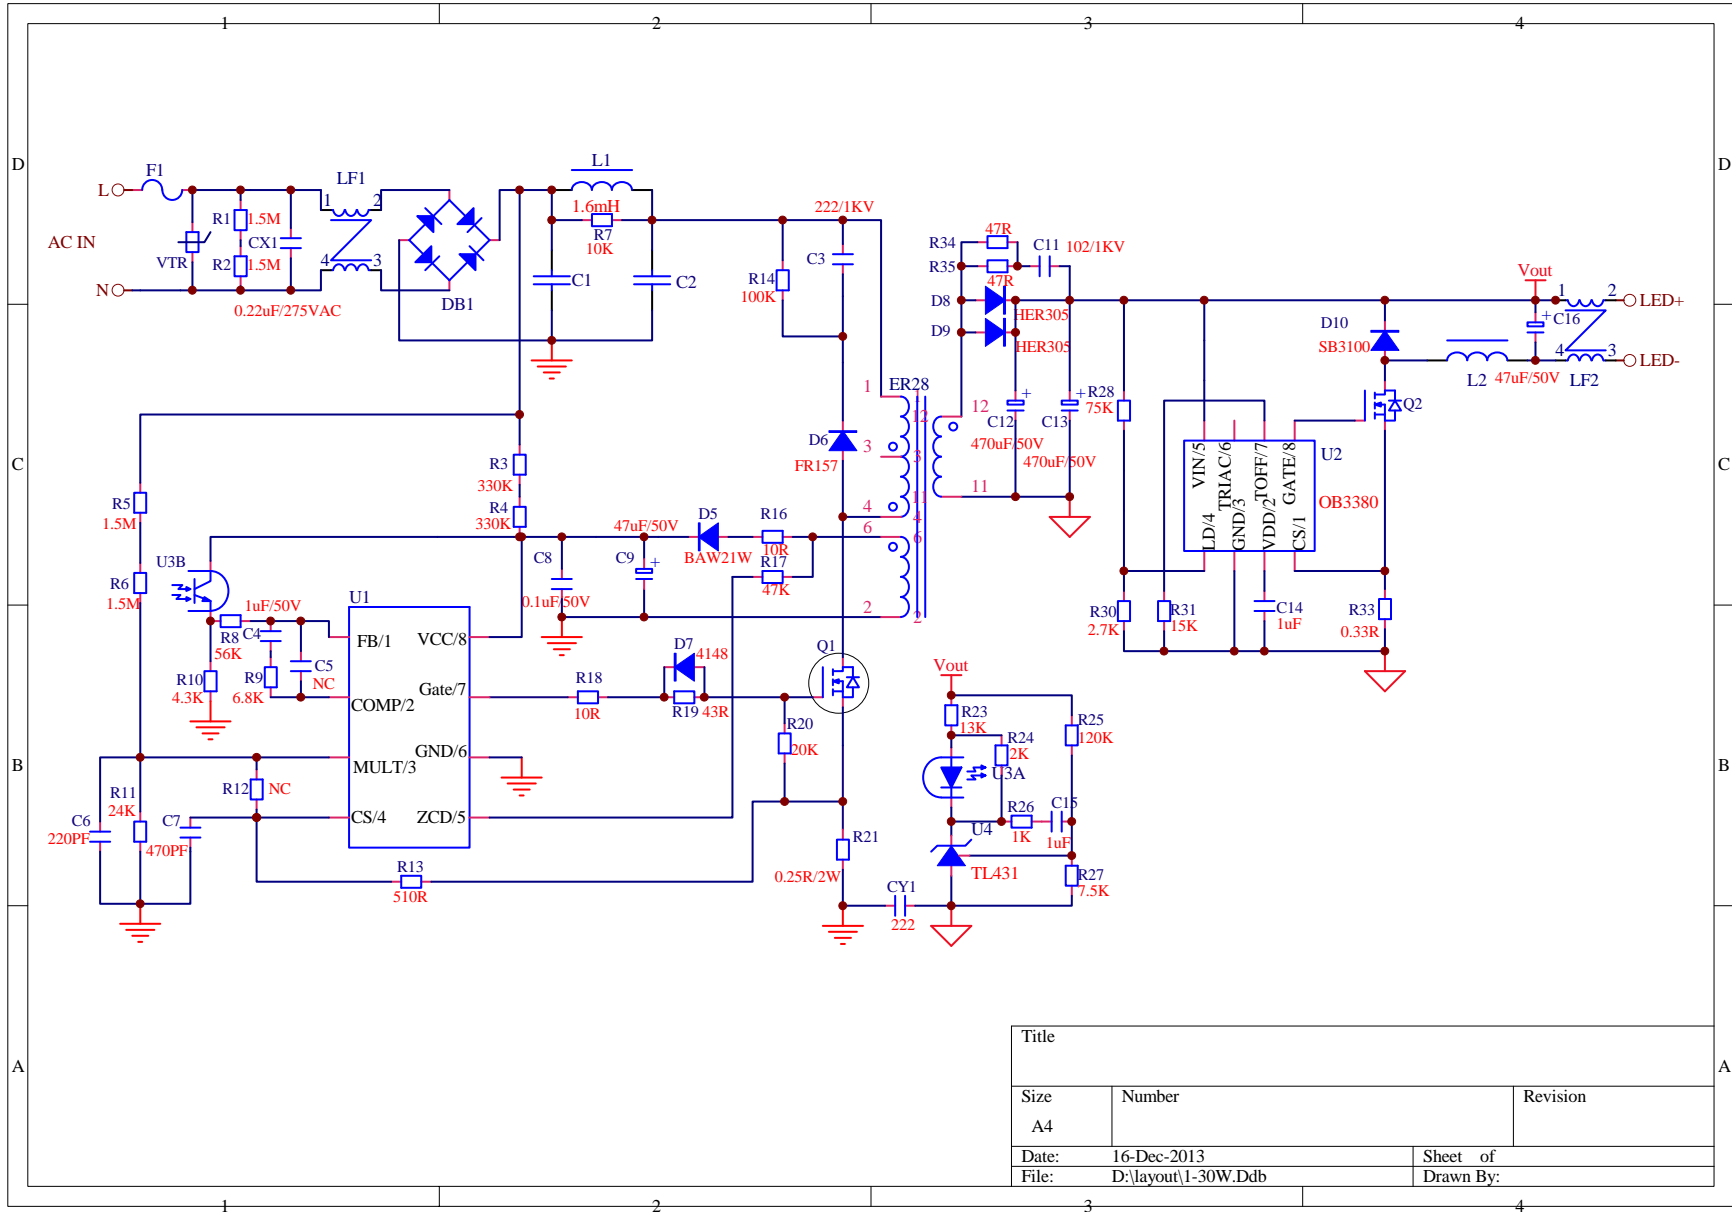 1 2 3 4
D D
F1
L
LF1
1 2
4 3
R1 1.5M
CX1
R2 1.5M
VTR
AC IN
N
0.22uF/275VAC
DB1
L1
1.6mH
R7
10K
C1
C2
222/1KV
C3
R14
100K
R34
47R
R35
47R
C11 102/1KV
D8
HER305
D9
HER305
Vout
1 2
LED+
D10
SB3100
C16
+
4 3
LED-
L2 47uF/50V LF2
C C
R3
330K
R4
330K
R5
1.5M
R6
1.5M
D6
FR157
ER28
1
3
4
6
2
1
12
3
11
4
6
2
12
11
+
C12
470uF/50V
+
C13
470uF/50V
R28
75K
Q2
U2
OB3380
VIN/5
TRIAC/6
TOFF/7
GATE/8
LD/4
GND/3
VDD/2
CS/1
47uF/50V
D5
BAW21W
R16
10R
R17
47K
C8
0.1uF/50V
C9
+
U3B
1uF/50V
R8
56K
C4
C5
NC
R10
4.3K
R9
6.8K
U1
FB/1
VCC/8
Gate/7
COMP/2
GND/6
MULT/3
CS/4
ZCD/5
R18
10R
D7
4148
R19 43R
Q1
R20
20K
R30
2.7K
R31
15K
C14
1uF
R33
0.33R
B B
R12 NC
R11
24K
C6
220PF
C7
470PF
R13
510R
R21
0.25R/2W
CY1
222
Vout
R23
13K
R24
2K
R25
120K
U3A
R26
1K
C15
1uF
U4
TL431
R27
7.5K
A A
Title
Size Number Revision
A4
Date: 16-Dec-2013 Sheet of
File: D:\layout\1-30W.Ddb Drawn By:
1 2 3 4